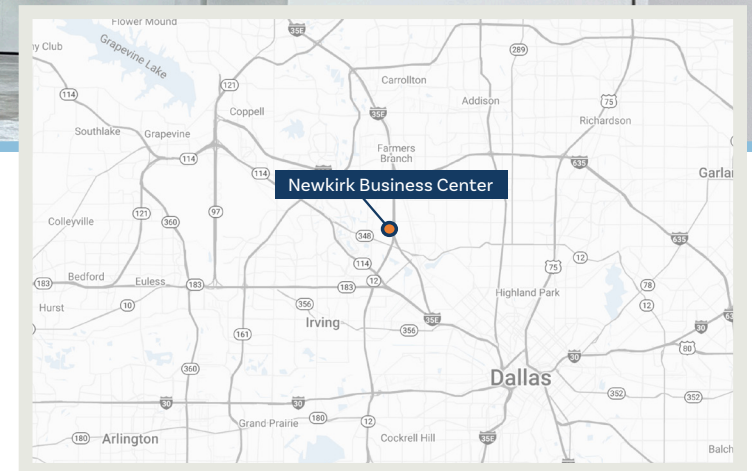 Flower Mound
35E
ny Club
Grapevine Lake
289
121
Carrollton
114
Coppell
Addison
75
35E
Southlake
Grapevine
Richardson
Farmers
Branch
114
635
114
Garla
Newkirk Business Center
121
97
360
Colleyville
348
635
12
114
75
Bedford
183
Euless
183
183
12
78
Highland Park
12
Hurst
10
356
Irving
35E
356
30
161
80
30
360
Dallas
352
352
30
30
Grand Prairie
180
12
180
Arlington
Cockrell Hill
35E
Balch